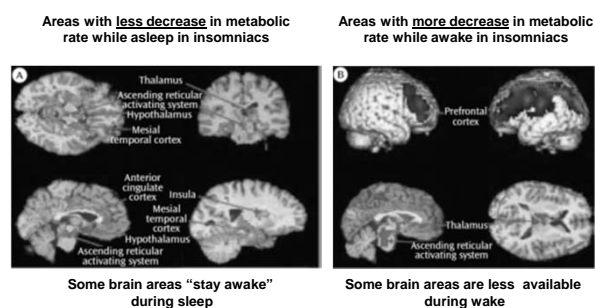 Areas with less decrease in metabolic
rate while asleep in insomniacs
A
Thalamus
Ascending reticular
activating system
Hypothalamus
Mesial
temporal cortex
Anterior
cingulate
cortex
Insula
Mesial
temporal
cortex
Hypothalamus
Ascending reticular
activating system
Some brain areas “stay awake”
during sleep
Areas with more decrease in metabolic
rate while awake in insomniacs
B
Prefrontal
cortex
Thalamus
Ascending reticular
activating system
Some brain areas are less available
during wake